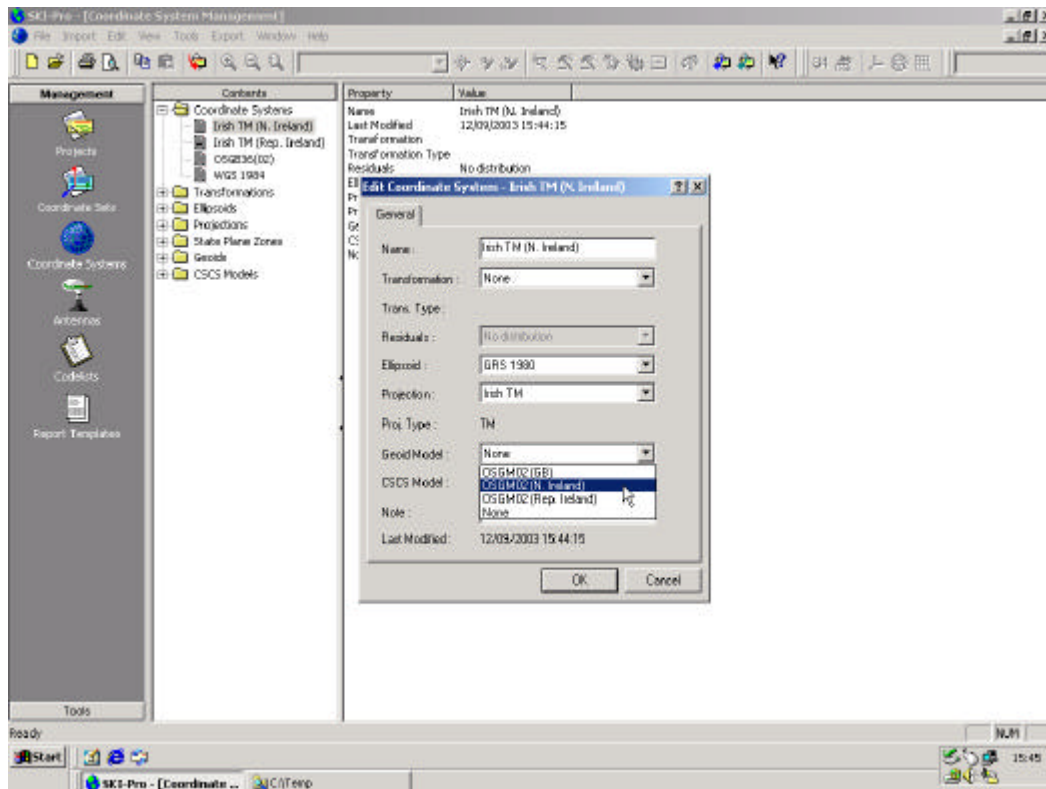 SKI-Pro - [Coordinate System Management]
File Import Edit View Tools Export Window Help
Management
Projects
Coordinate Sets
Coordinate Systems
Antennas
Codelists
Report Templates
Tools
Contents
Coordinate Systems
Irish TM (N. Ireland)
Irish TM (Rep. Ireland)
OSGB36(02)
WGS 1984
Transformations
Ellipsoids
Projections
State Plane Zones
Geoids
CSCS Models
Property Value
Name Irish TM (N. Ireland)
Last Modified 12/09/2003 15:44:15
Transformation
Transformation Type
Residuals No distribution
Edit Coordinate System - Irish TM (N. Ireland)
General
Name : Irish TM (N. Ireland)
Transformation : None
Trans. Type :
Residuals : No distribution
Ellipsoid : GRS 1980
Projection : Irish TM
Proj. Type : TM
Geoid Model : None
OSGM02 (GB)
OSGM02 (N. Ireland)
OSGM02 (Rep. Ireland)
None
CSCS Model :
Note :
Last Modified : 12/09/2003 15:44:15
OK Cancel
Ready NUM
Start 15:45
SKI-Pro - [Coordinate ... C:\Temp